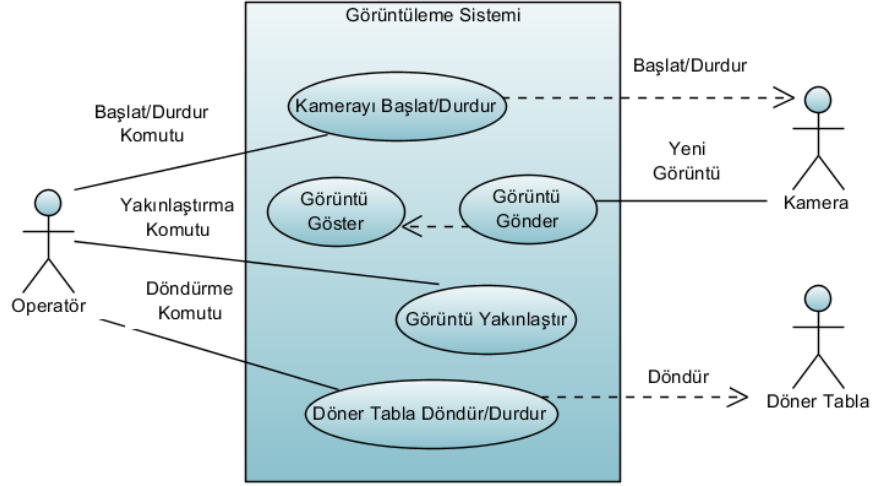 Görüntüleme Sistemi
Başlat/Durdur
Kamerayı Başlat/Durdur
Başlat/Durdur
Komutu
Yeni
Görüntü
Kamera
Görüntü
Göster
Görüntü
Gönder
Yakınlaştırma
Komutu
Operatör
Döndürme
Komutu
Görüntü Yakınlaştır
Döndür
Döner Tabla
Döner Tabla Döndür/Durdur